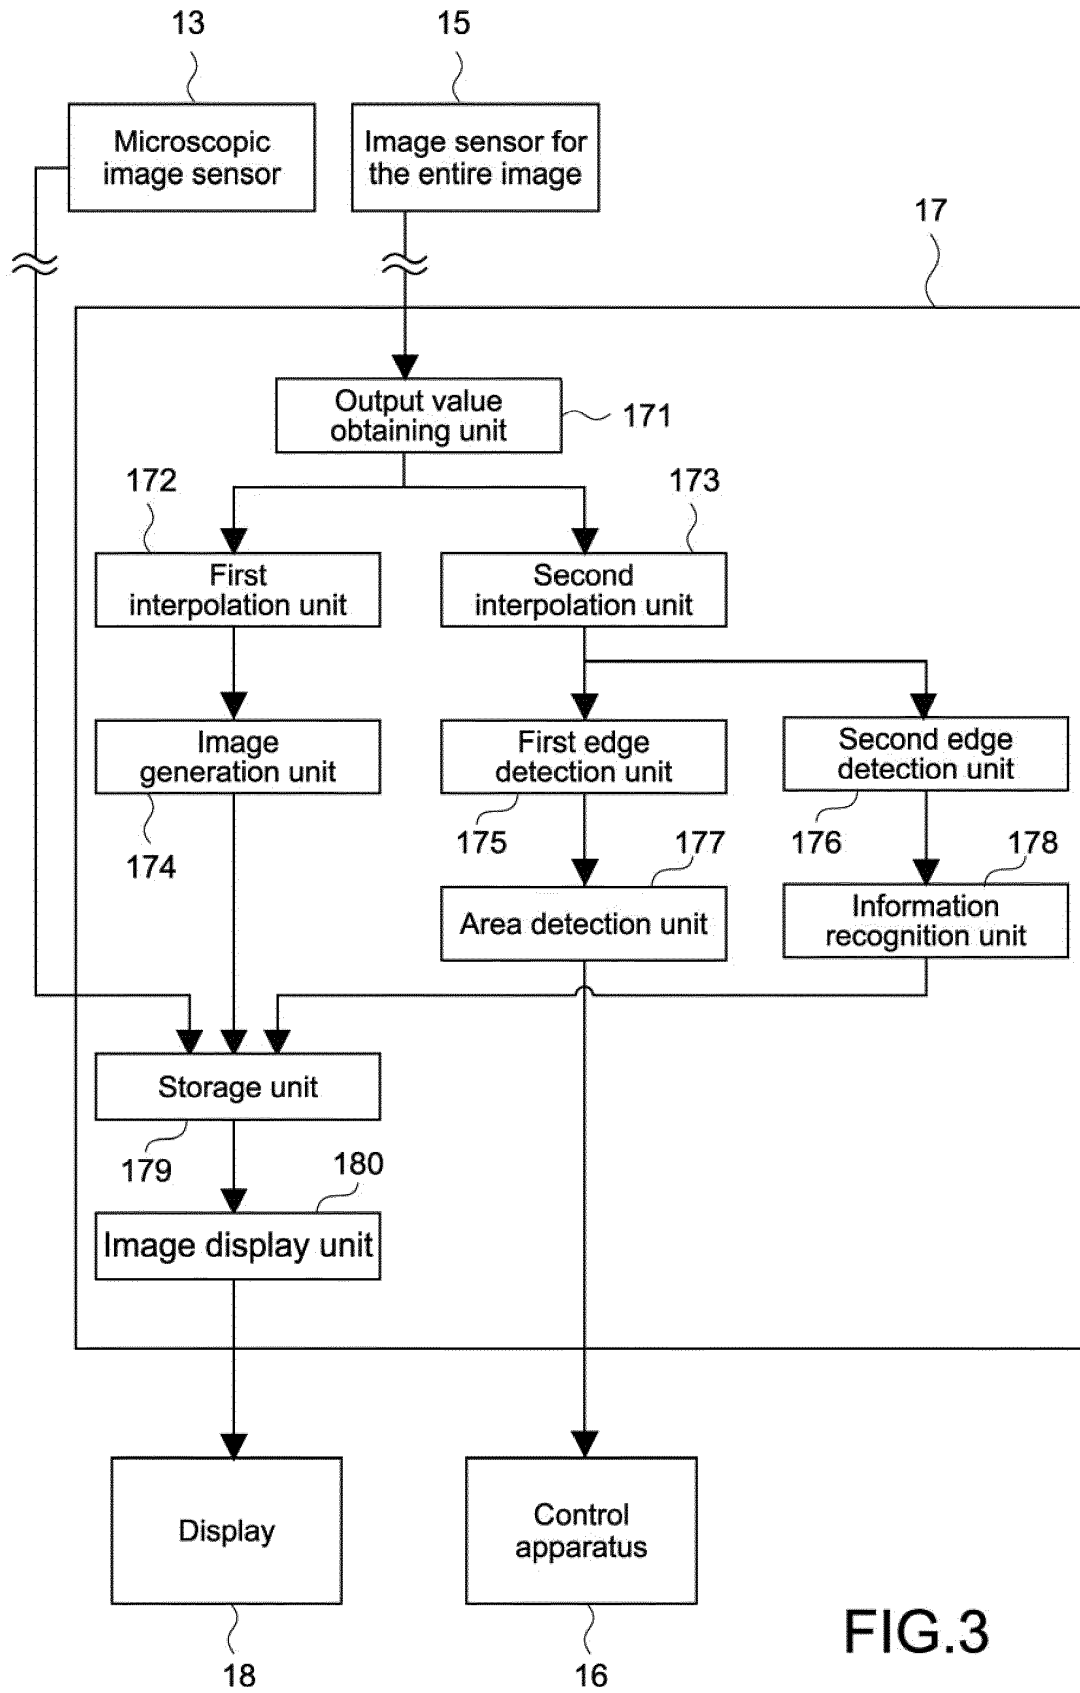 13
15
Microscopic
image sensor
Image sensor for
the entire image
17
Output value
obtaining unit
171
172
173
First
interpolation unit
Second
interpolation unit
Image
generation unit
First edge
detection unit
Second edge
detection unit
174
175
176
177
178
Area detection unit
Information
recognition unit
Storage unit
179
180
Image display unit
Display
Control
apparatus
18
16
FIG.3